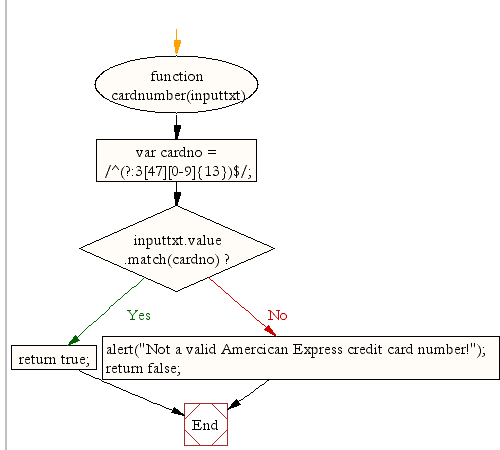 function
cardnumber(inputtxt)
var cardno =
/^(?:3[47][0-9]{13})$/;
inputtxt.value
.match(cardno) ?
Yes
No
return true;
alert("Not a valid Amercican Express credit card number!");
return false;
End